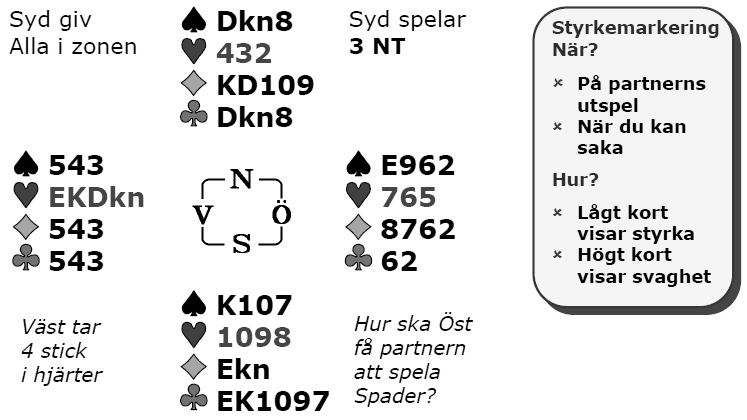 Syd giv
Alla i zonen
♠ Dkn8
♥ 432
♦ KD109
♣ Dkn8
Syd spelar
3 NT
♠ 543
♥ EKDkn
♦ 543
♣ 543
N
V Ö
S
♠ E962
♥ 765
♦ 8762
♣ 62
Väst tar
4 stick
i hjärter
♠ K107
♥ 1098
♦ Ekn
♣ EK1097
Hur ska Öst
få partnern
att spela
Spader?
Styrkemarkering
När?
× På partnerns
utspel
× När du kan
saka
Hur?
× Lågt kort
visar styrka
× Högt kort
visar svaghet